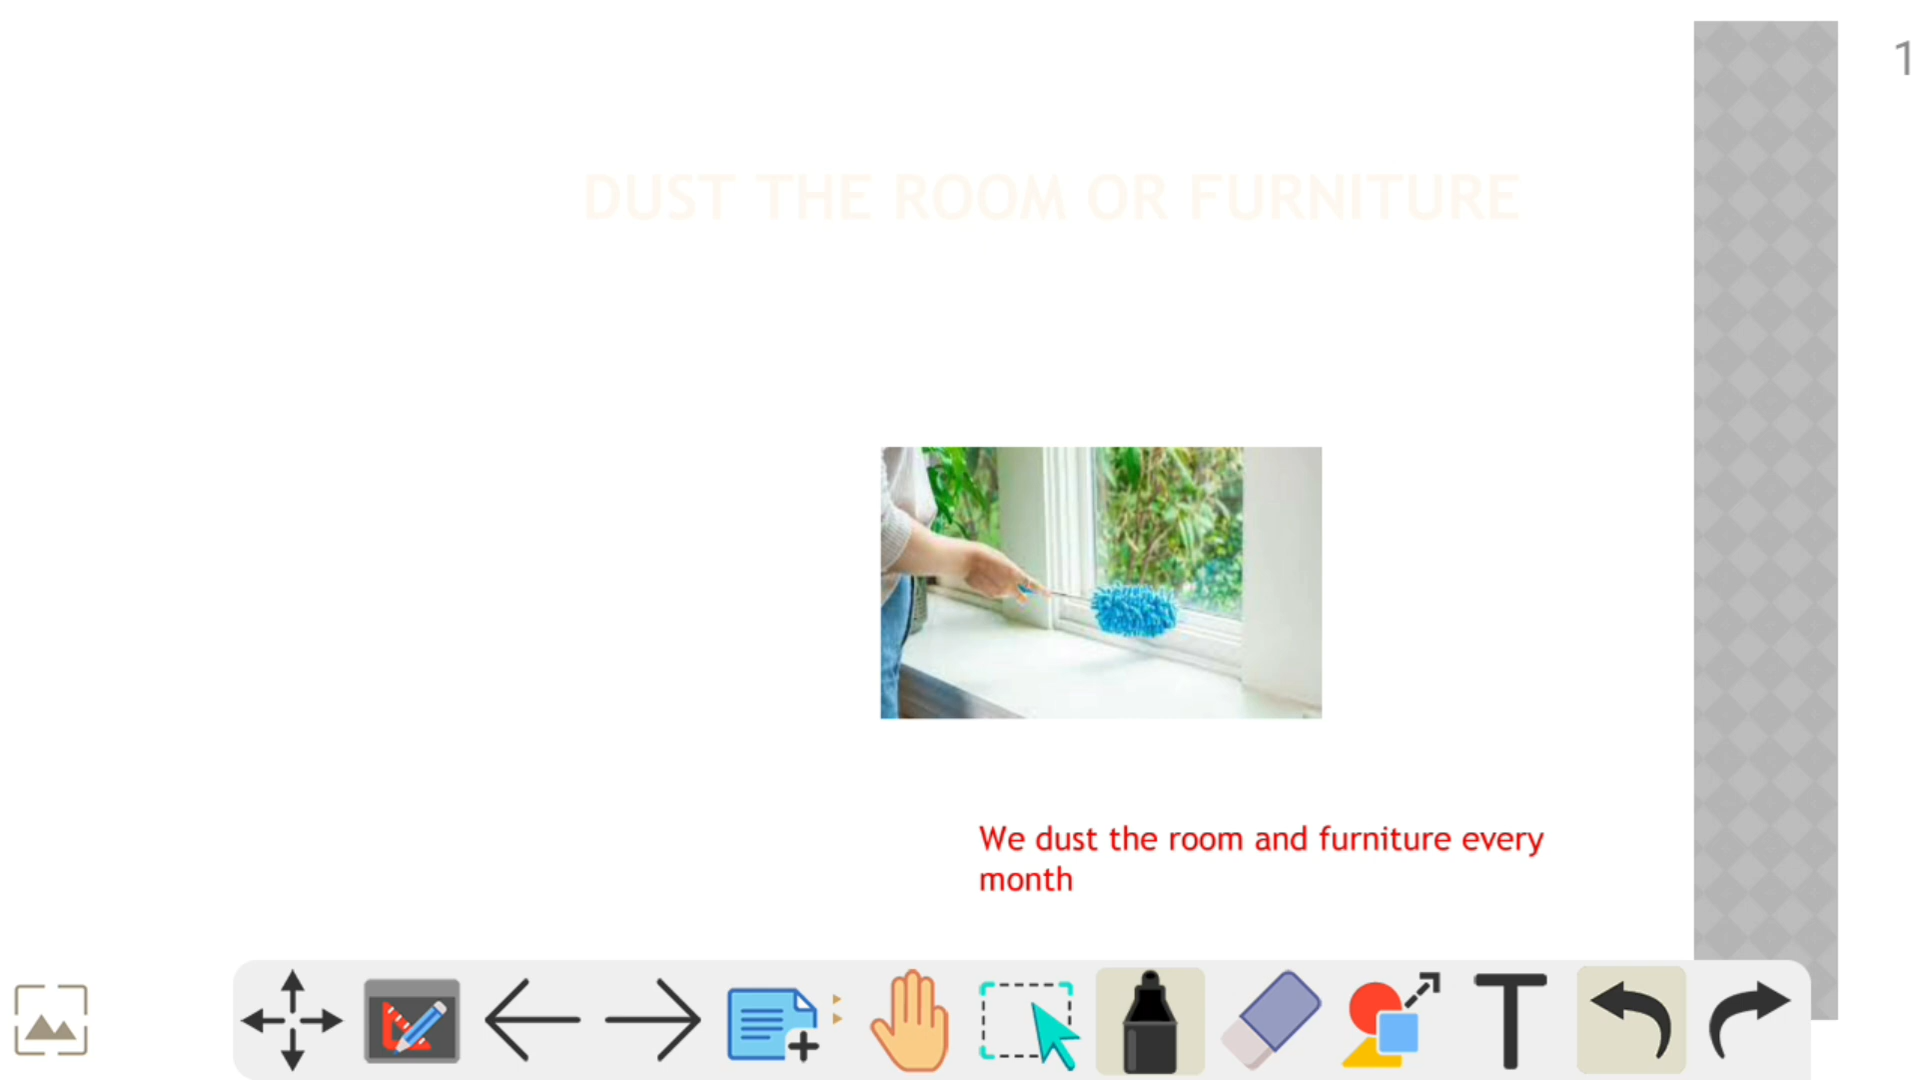 1
DUST THE ROOM OR FURNITURE
We dust the room and furniture every
month